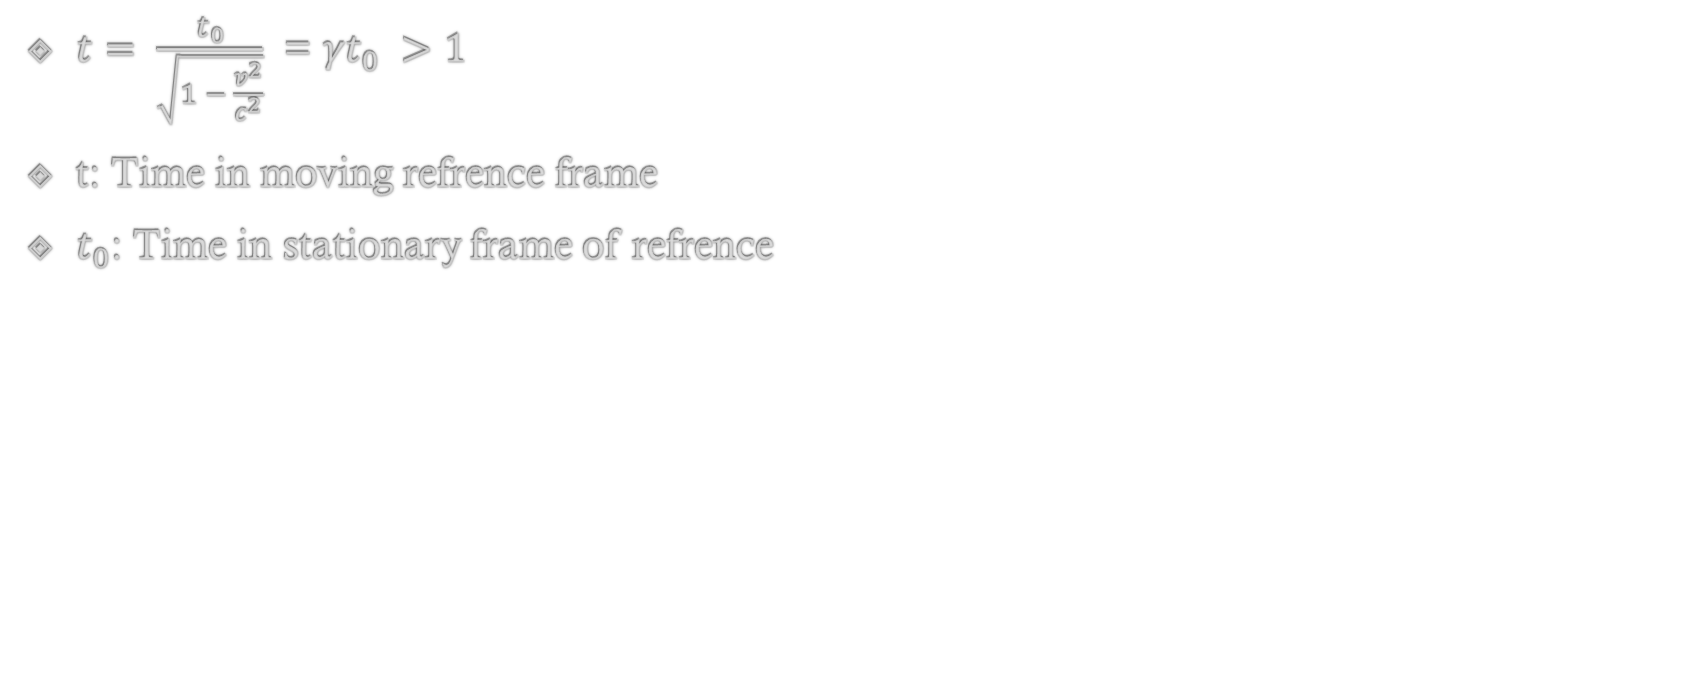 ❖ t = t₀ / √(1 − v²/c²) = γt₀ > 1
❖ t: Time in moving refrence frame
❖ t₀: Time in stationary frame of refrence